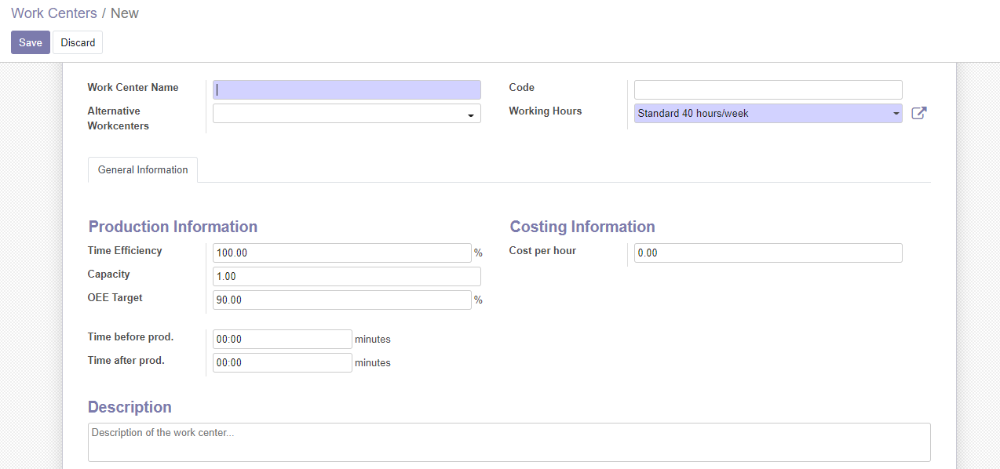 Work Centers / New
Save Discard
Work Center Name
Code
Alternative
Workcenters
Working Hours Standard 40 hours/week
General Information
Production Information
Costing Information
Time Efficiency 100.00 %
Cost per hour 0.00
Capacity 1.00
OEE Target 90.00 %
Time before prod. 00:00 minutes
Time after prod. 00:00 minutes
Description
Description of the work center...